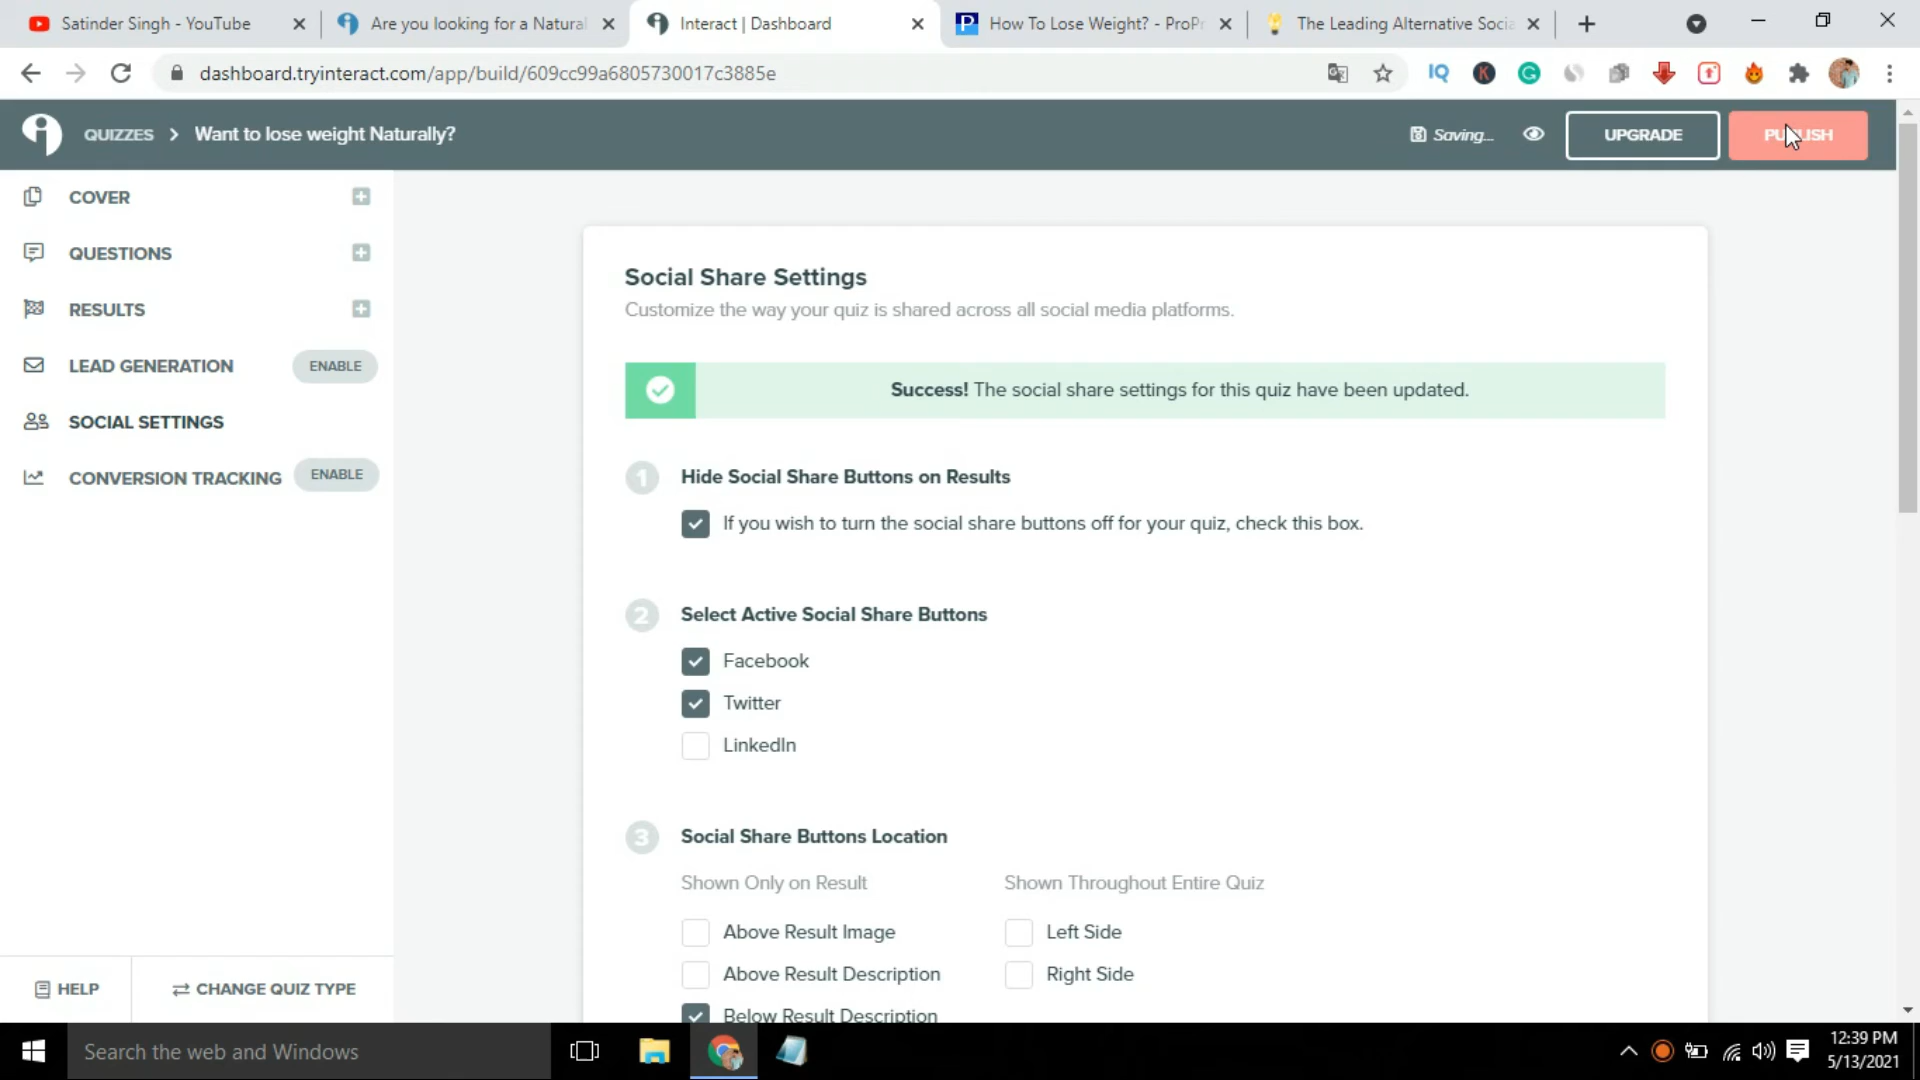 Satinder Singh - YouTube
Are you looking for a Natural
Interact | Dashboard
How To Lose Weight? - ProPr
The Leading Alternative Socia
dashboard.tryinteract.com/app/build/609cc99a6805730017c3885e
QUIZZES > Want to lose weight Naturally?
Saving...
UPGRADE
PUBLISH
COVER
QUESTIONS
RESULTS
LEAD GENERATION
ENABLE
SOCIAL SETTINGS
CONVERSION TRACKING
ENABLE
HELP
CHANGE QUIZ TYPE
Social Share Settings
Customize the way your quiz is shared across all social media platforms.
Success! The social share settings for this quiz have been updated.
1 Hide Social Share Buttons on Results
If you wish to turn the social share buttons off for your quiz, check this box.
2 Select Active Social Share Buttons
Facebook
Twitter
LinkedIn
3 Social Share Buttons Location
Shown Only on Result
Shown Throughout Entire Quiz
Above Result Image
Left Side
Above Result Description
Right Side
Below Result Description
Search the web and Windows
12:39 PM
5/13/2021